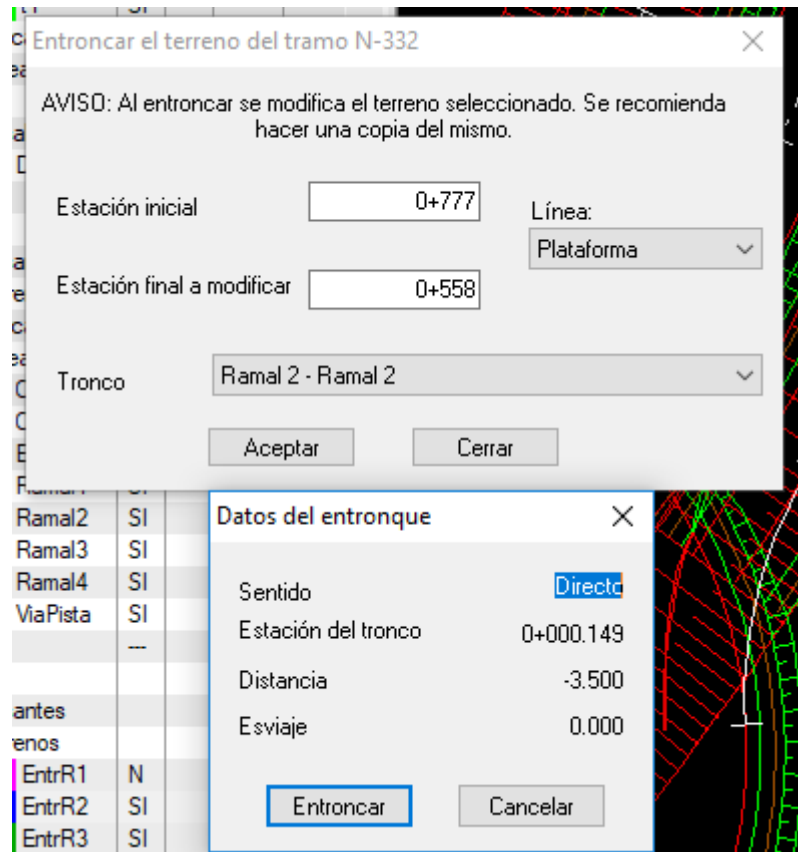 SI
Entroncar el terreno del tramo N-332
AVISO: Al entroncar se modifica el terreno seleccionado. Se recomienda
hacer una copia del mismo.
Estación inicial
0+777
Línea:
Plataforma
Estación final a modificar
0+558
Tronco
Ramal 2 - Ramal 2
Aceptar
Cerrar
Ramal2 SI
Ramal3 SI
Ramal4 SI
ViaPista SI
---
antes
enos
EntrR1 N
EntrR2 SI
EntrR3 SI
Datos del entronque
Sentido Directo
Estación del tronco 0+000.149
Distancia -3.500
Esviaje 0.000
Entroncar
Cancelar